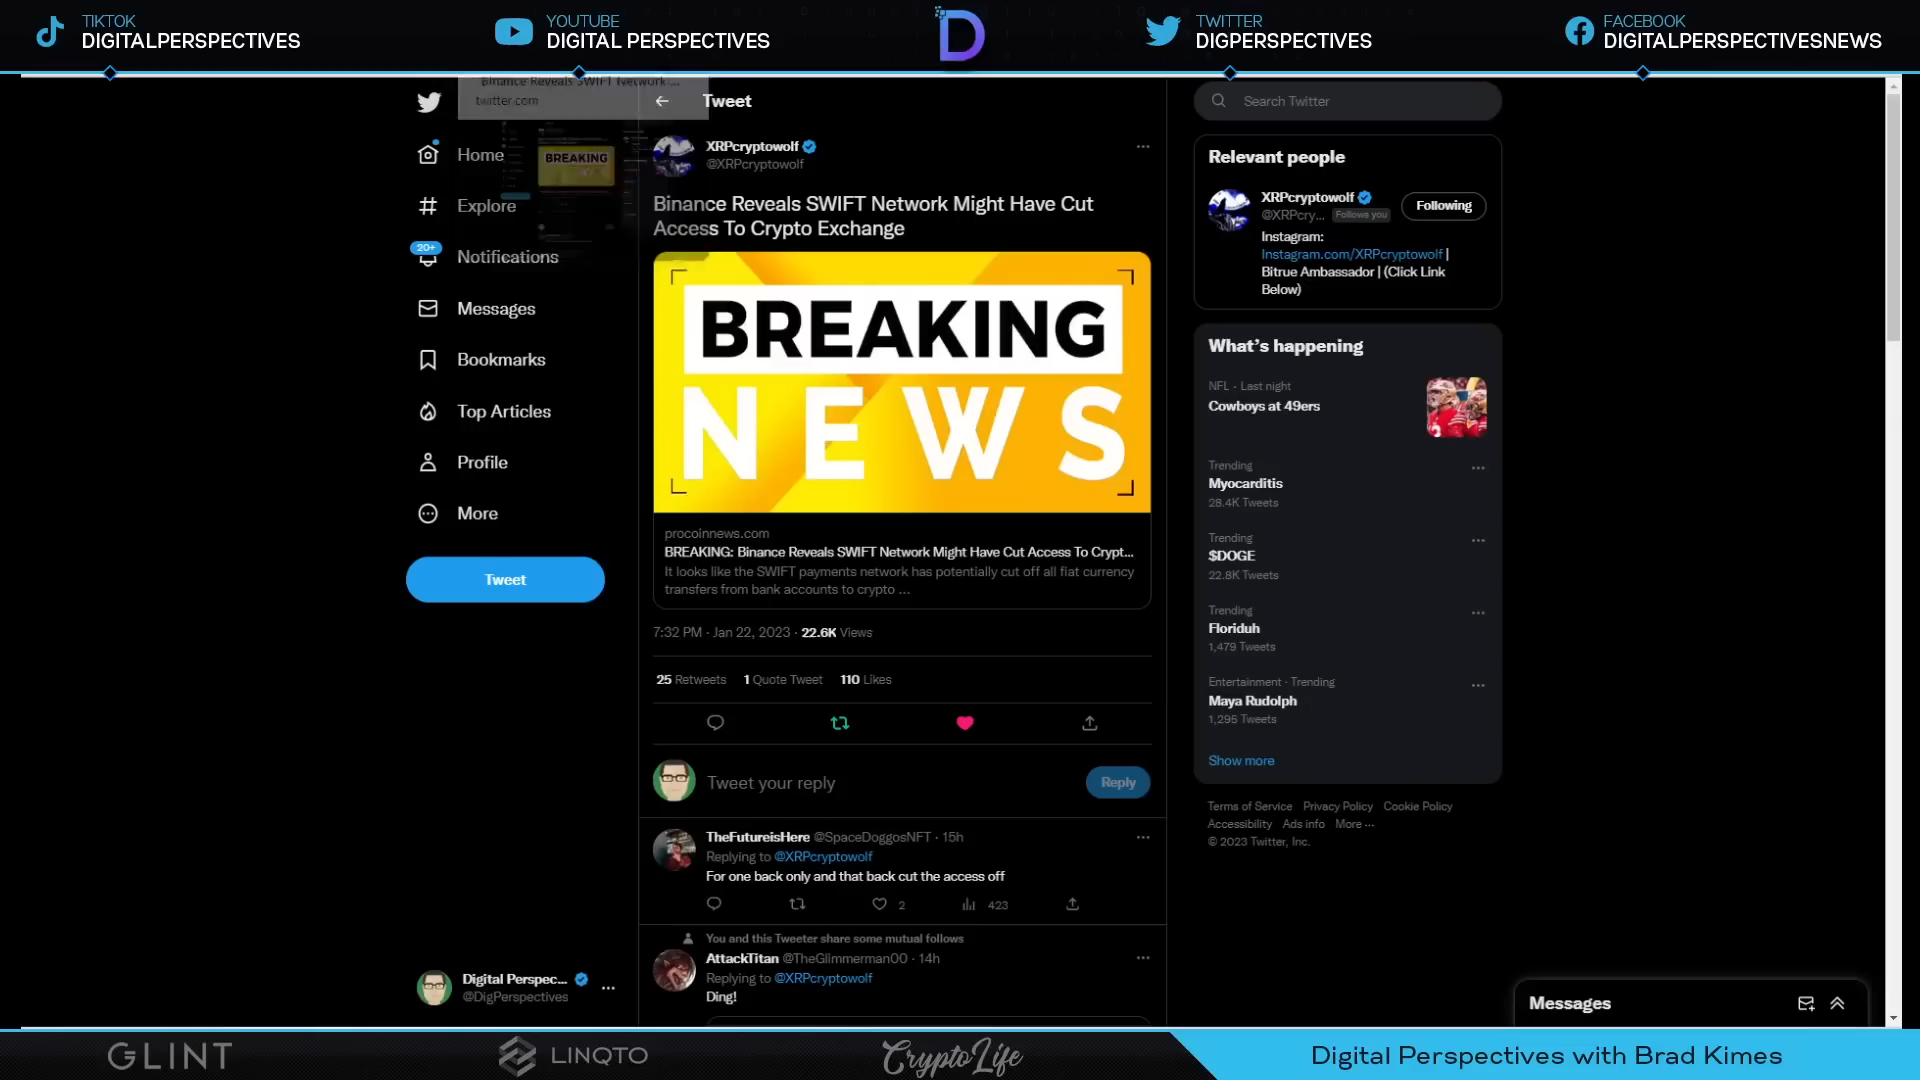 TIKTOK
DIGITALPERSPECTIVES
YOUTUBE
DIGITAL PERSPECTIVES
D
TWITTER
DIGPERSPECTIVES
FACEBOOK
DIGITALPERSPECTIVESNEWS
Binance Reveals SWIFT Network ...
twitter.com
BREAKING
NEWS
Home
Explore
20+
Notifications
Messages
Bookmarks
Top Articles
Profile
More
Tweet
Digital Perspec...
@DigPerspectives
Tweet
XRPcryptowolf
@XRPcryptowolf
Binance Reveals SWIFT Network Might Have Cut
Access To Crypto Exchange
BREAKING
NEWS
procoinnews.com
BREAKING: Binance Reveals SWIFT Network Might Have Cut Access To Crypt...
It looks like the SWIFT payments network has potentially cut off all fiat currency
transfers from bank accounts to crypto ...
7:32 PM · Jan 22, 2023 · 22.6K Views
25 Retweets 1 Quote Tweet 110 Likes
Tweet your reply
Reply
TheFutureisHere @SpaceDoggosNFT · 15h
Replying to @XRPcryptowolf
For one back only and that back cut the access off
2
423
You and this Tweeter share some mutual follows
AttackTitan @TheGlimmerman00 · 14h
Replying to @XRPcryptowolf
Ding!
Search Twitter
Relevant people
XRPcryptowolf
@XRPcry... Follows you
Following
Instagram:
Instagram.com/XRPcryptowolf |
Bitrue Ambassador | (Click Link
Below)
What's happening
NFL · Last night
Cowboys at 49ers
Trending
Myocarditis
28.4K Tweets
Trending
$DOGE
22.8K Tweets
Trending
Floriduh
1,479 Tweets
Entertainment · Trending
Maya Rudolph
1,295 Tweets
Show more
Terms of Service Privacy Policy Cookie Policy
Accessibility Ads info More ...
© 2023 Twitter, Inc.
Messages
GLINT
LINQTO
CryptoLife
Digital Perspectives with Brad Kimes